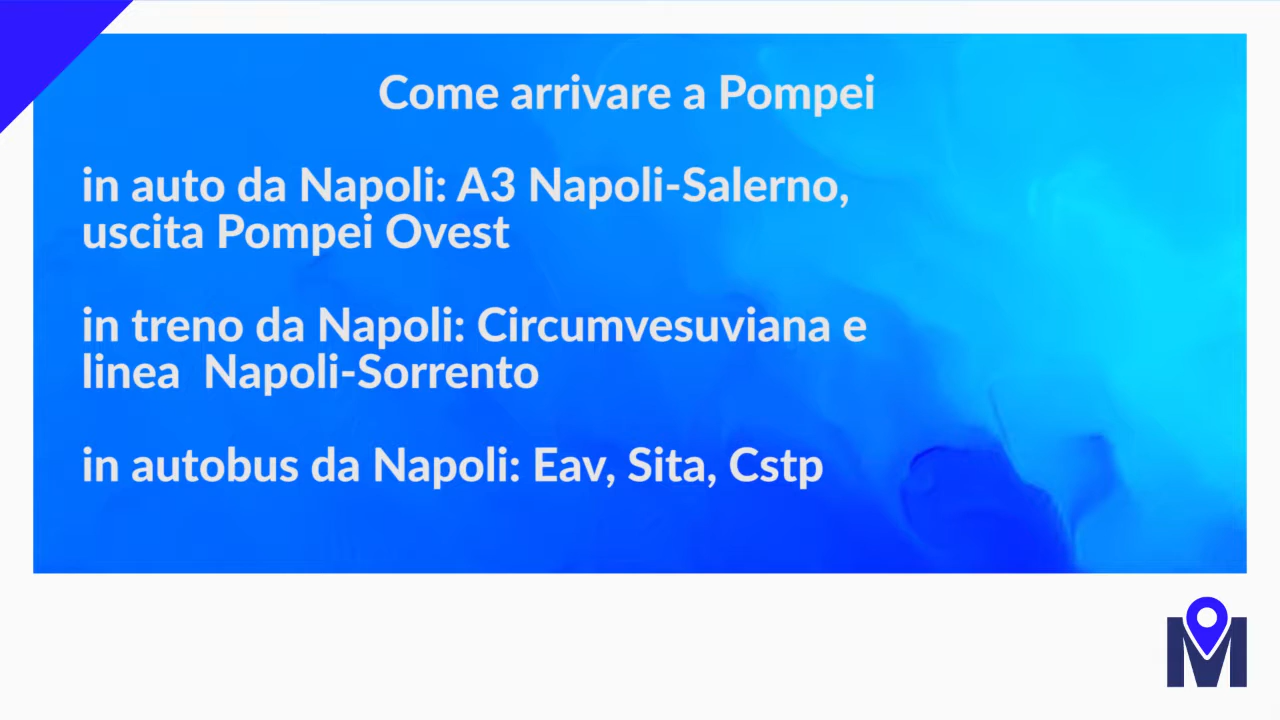 Come arrivare a Pompei
in auto da Napoli: A3 Napoli-Salerno,
uscita Pompei Ovest
in treno da Napoli: Circumvesuviana e
linea  Napoli-Sorrento
in autobus da Napoli: Eav, Sita, Cstp
M